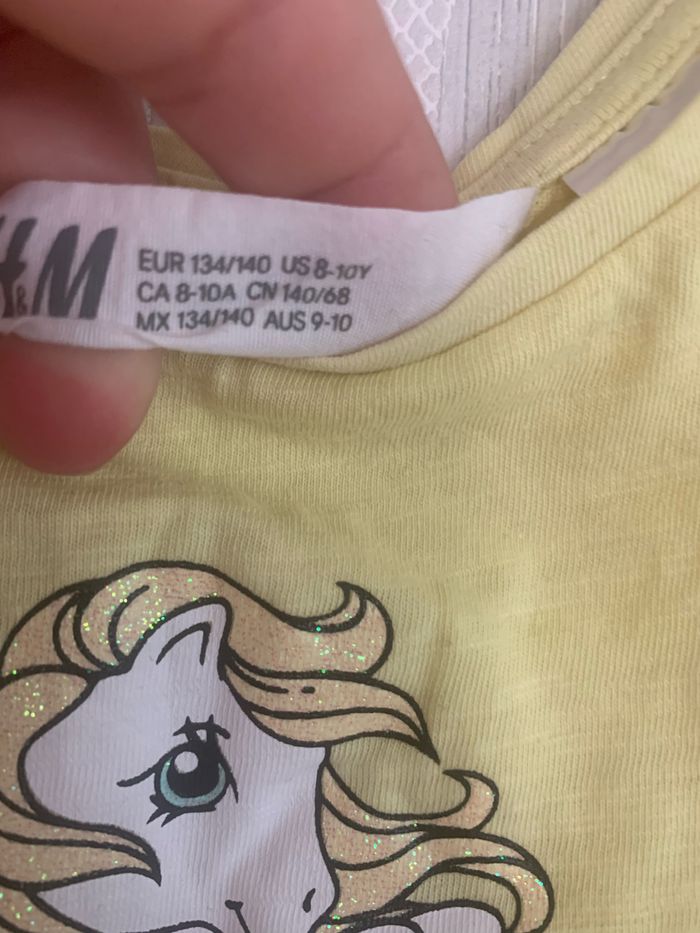 H&M
EUR 134/140 US 8-10Y
CA 8-10A CN 140/68
MX 134/140 AUS 9-10